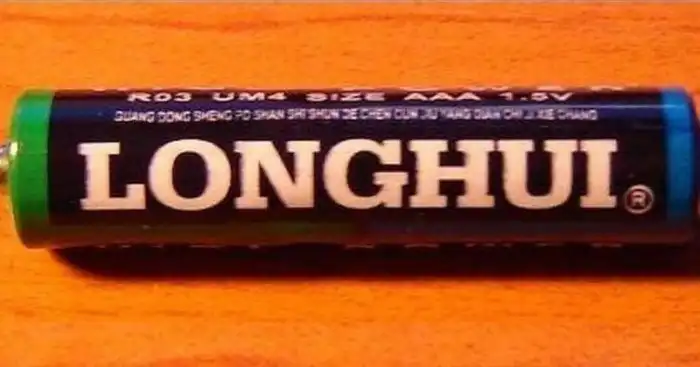 R03 UM4 SIZE AAA 1.5V
GUANG DONG SHENG FO SHAN SHI SHUN DE CHEN CUN JIU YANG DIAN CHI JI XIE CHANG
LONGHUI
®